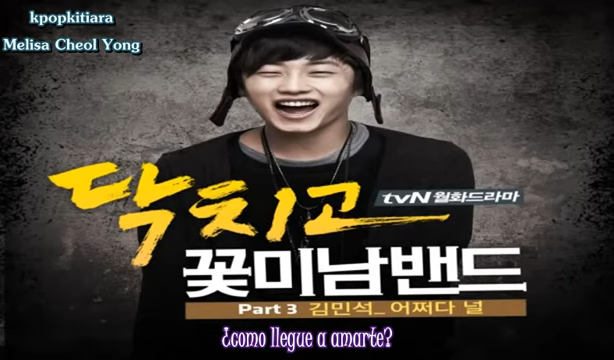 kpopkitiara
Melisa Cheol Yong
닥치고
tvN 월화드라마
꽃미남밴드
Part 3 김민석_ 어쩌다 널
¿como llegue a amarte?